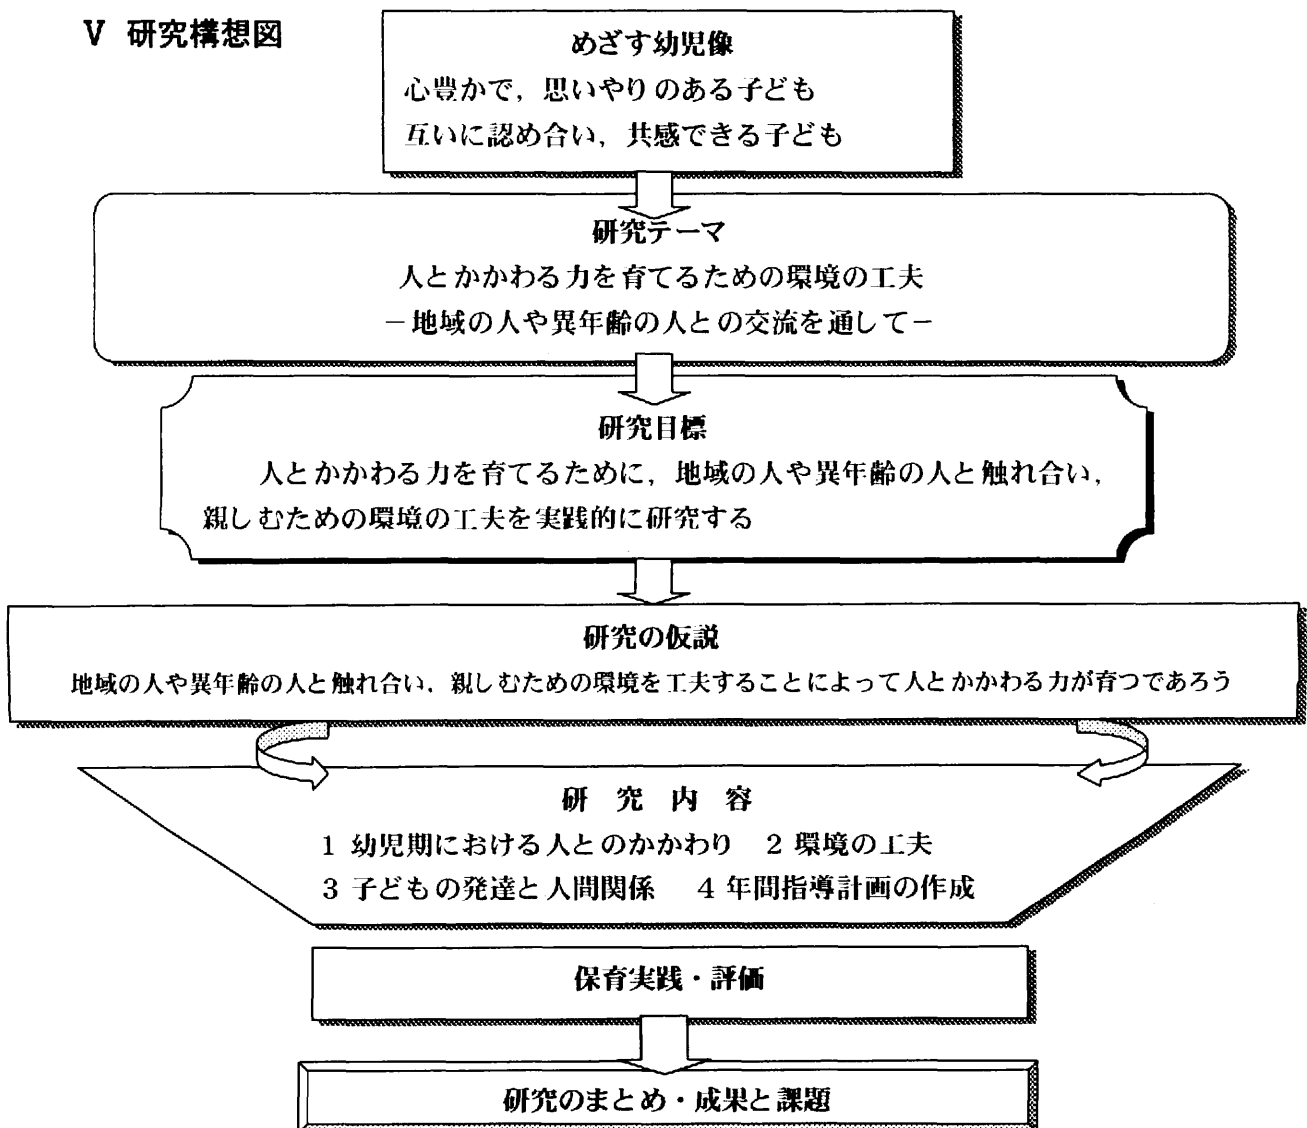 V 研究構想図
めざす幼児像
心豊かで，思いやりのある子ども
互いに認め合い，共感できる子ども
研究テーマ
人とかかわる力を育てるための環境の工夫
－地域の人や異年齢の人との交流を通して－
研究目標
人とかかわる力を育てるために，地域の人や異年齢の人と触れ合い，
親しむための環境の工夫を実践的に研究する
研究の仮説
地域の人や異年齢の人と触れ合い，親しむための環境を工夫することによって人とかかわる力が育つであろう
研 究 内 容
1 幼児期における人とのかかわり 2 環境の工夫
3 子どもの発達と人間関係 4 年間指導計画の作成
保育実践・評価
研究のまとめ・成果と課題